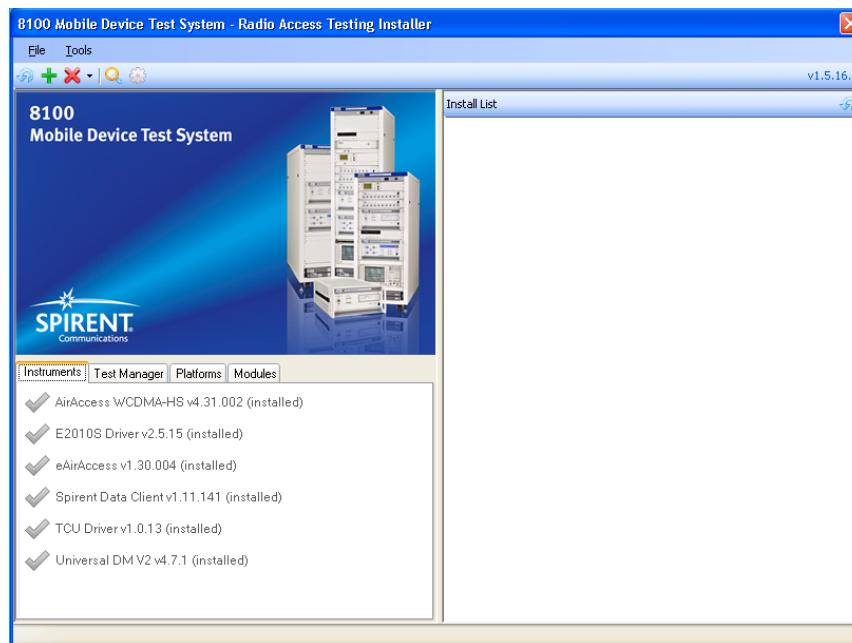 8100 Mobile Device Test System - Radio Access Testing Installer
File Tools
v1.5.16.
8100
Mobile Device Test System
SPIRENT
Communications
Install List
Instruments Test Manager Platforms Modules
AirAccess WCDMA-HS v4.31.002 (installed)
E2010S Driver v2.5.15 (installed)
eAirAccess v1.30.004 (installed)
Spirent Data Client v1.11.141 (installed)
TCU Driver v1.0.13 (installed)
Universal DM V2 v4.7.1 (installed)